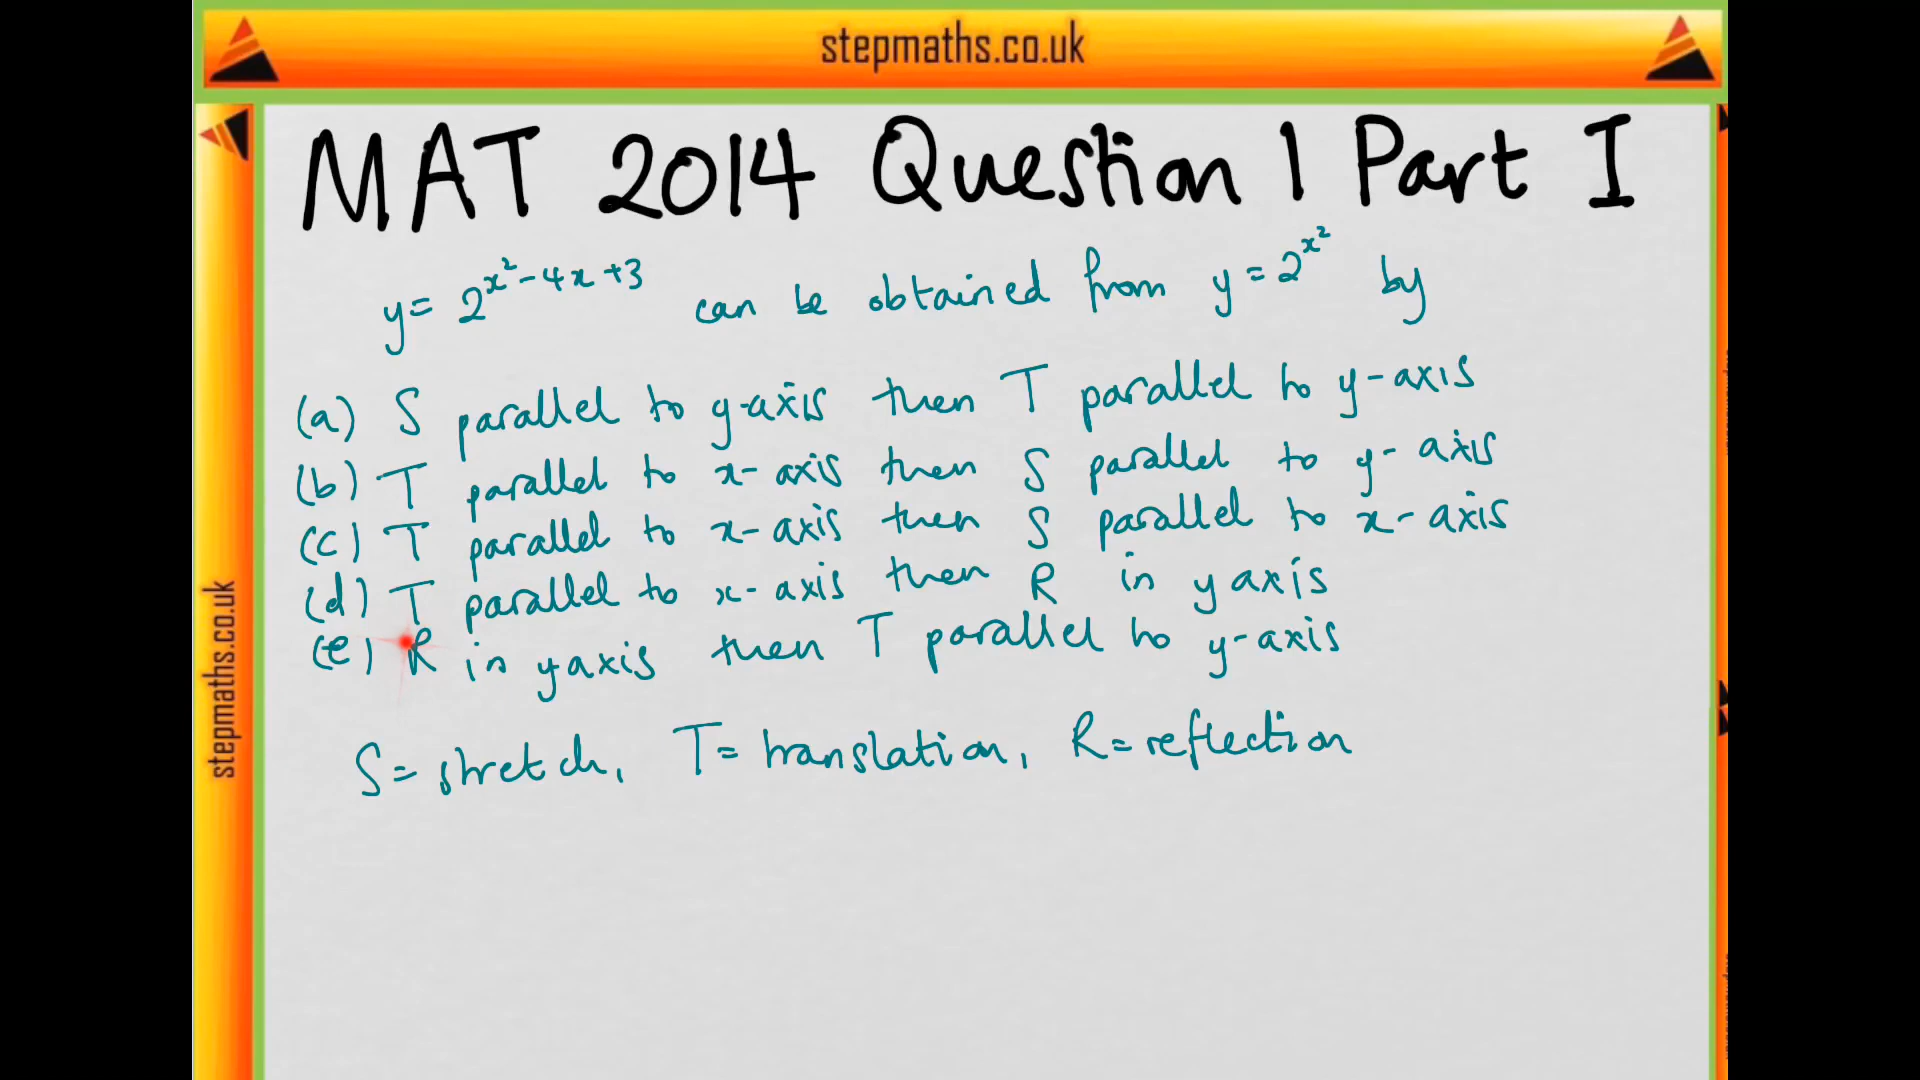 stepmaths.co.uk
MAT 2014 Question 1 Part I
y = 2^{x²-4x+3} can be obtained from y = 2^{x²} by
(a) S parallel to y-axis then T parallel to y-axis
(b) T parallel to x-axis then S parallel to y-axis
(c) T parallel to x-axis then S parallel to x-axis
(d) T parallel to x-axis then R in y axis
(e) R in y axis then T parallel to y-axis
S = stretch, T = translation, R = reflection
stepmaths.co.uk